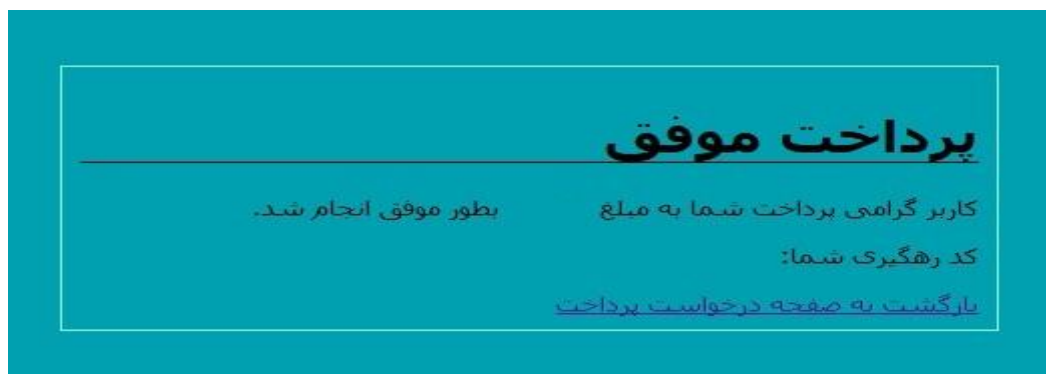 پرداخت موفق
کاربر گرامی پرداخت شما به مبلغ بطور موفق انجام شد.
کد رهگیری شما:
بازگشت به صفحه درخواست پرداخت